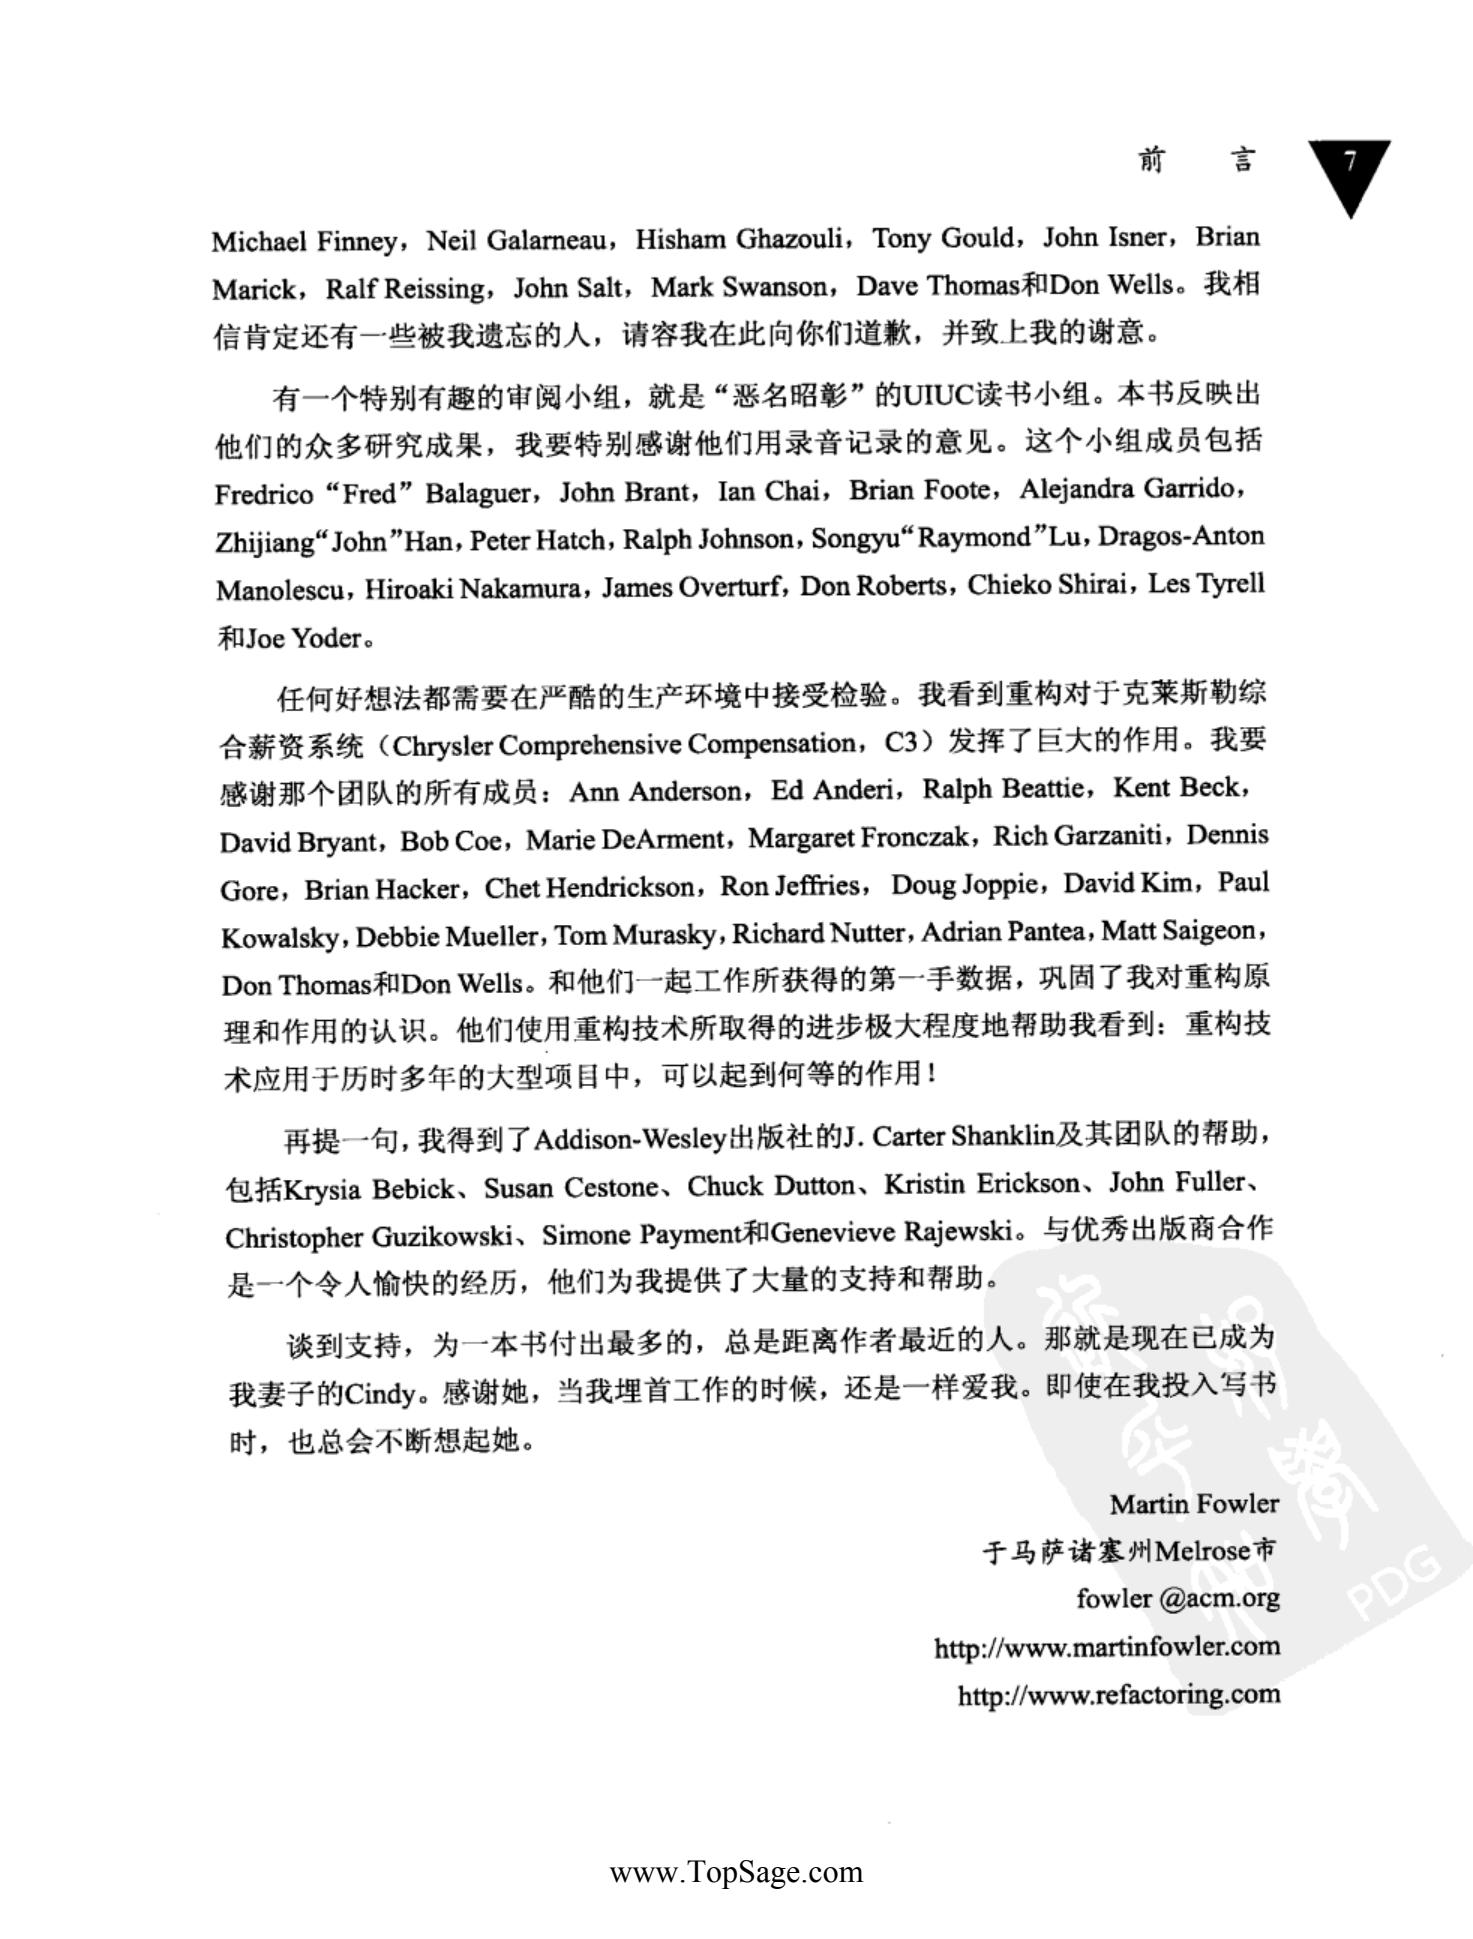 前 言 7
Michael Finney，Neil Galarneau，Hisham Ghazouli，Tony Gould，John Isner，Brian
Marick，Ralf Reissing，John Salt，Mark Swanson，Dave Thomas和Don Wells。我相
信肯定还有一些被我遗忘的人，请容我在此向你们道歉，并致上我的谢意。
有一个特别有趣的审阅小组，就是“恶名昭彰”的UIUC读书小组。本书反映出
他们的众多研究成果，我要特别感谢他们用录音记录的意见。这个小组成员包括
Fredrico “Fred” Balaguer，John Brant，Ian Chai，Brian Foote，Alejandra Garrido，
Zhijiang“John”Han，Peter Hatch，Ralph Johnson，Songyu“Raymond”Lu，Dragos-Anton
Manolescu，Hiroaki Nakamura，James Overturf，Don Roberts，Chieko Shirai，Les Tyrell
和Joe Yoder。
任何好想法都需要在严酷的生产环境中接受检验。我看到重构对于克莱斯勒综
合薪资系统（Chrysler Comprehensive Compensation，C3）发挥了巨大的作用。我要
感谢那个团队的所有成员：Ann Anderson，Ed Anderi，Ralph Beattie，Kent Beck，
David Bryant，Bob Coe，Marie DeArment，Margaret Fronczak，Rich Garzaniti，Dennis
Gore，Brian Hacker，Chet Hendrickson，Ron Jeffries，Doug Joppie，David Kim，Paul
Kowalsky，Debbie Mueller，Tom Murasky，Richard Nutter，Adrian Pantea，Matt Saigeon，
Don Thomas和Don Wells。和他们一起工作所获得的第一手数据，巩固了我对重构原
理和作用的认识。他们使用重构技术所取得的进步极大程度地帮助我看到：重构技
术应用于历时多年的大型项目中，可以起到何等的作用！
再提一句，我得到了Addison-Wesley出版社的J. Carter Shanklin及其团队的帮助，
包括Krysia Bebick、Susan Cestone、Chuck Dutton、Kristin Erickson、John Fuller、
Christopher Guzikowski、Simone Payment和Genevieve Rajewski。与优秀出版商合作
是一个令人愉快的经历，他们为我提供了大量的支持和帮助。
谈到支持，为一本书付出最多的，总是距离作者最近的人。那就是现在已成为
我妻子的Cindy。感谢她，当我埋首工作的时候，还是一样爱我。即使在我投入写书
时，也总会不断想起她。
Martin Fowler
于马萨诸塞州Melrose市
fowler @acm.org
http://www.martinfowler.com
http://www.refactoring.com
PDG
www.TopSage.com